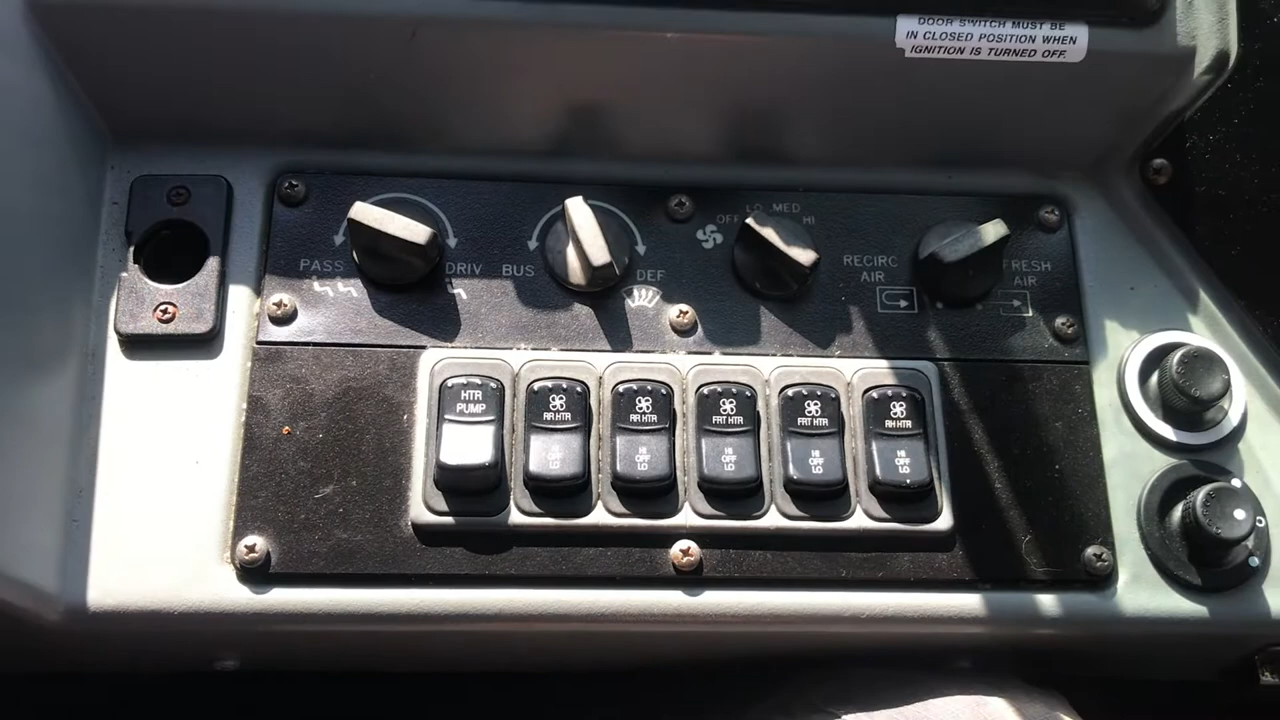 DOOR SWITCH MUST BE
IN CLOSED POSITION WHEN
IGNITION IS TURNED OFF.
PASS
DRIV
BUS
DEF
OFF
LO
MED
HI
RECIRC
AIR
FRESH
AIR
HTR
PUMP
RR HTR
HI
OFF
LO
RR HTR
HI
OFF
LO
FRT HTR
HI
OFF
LO
FRT HTR
HI
OFF
LO
RH HTR
HI
OFF
LO